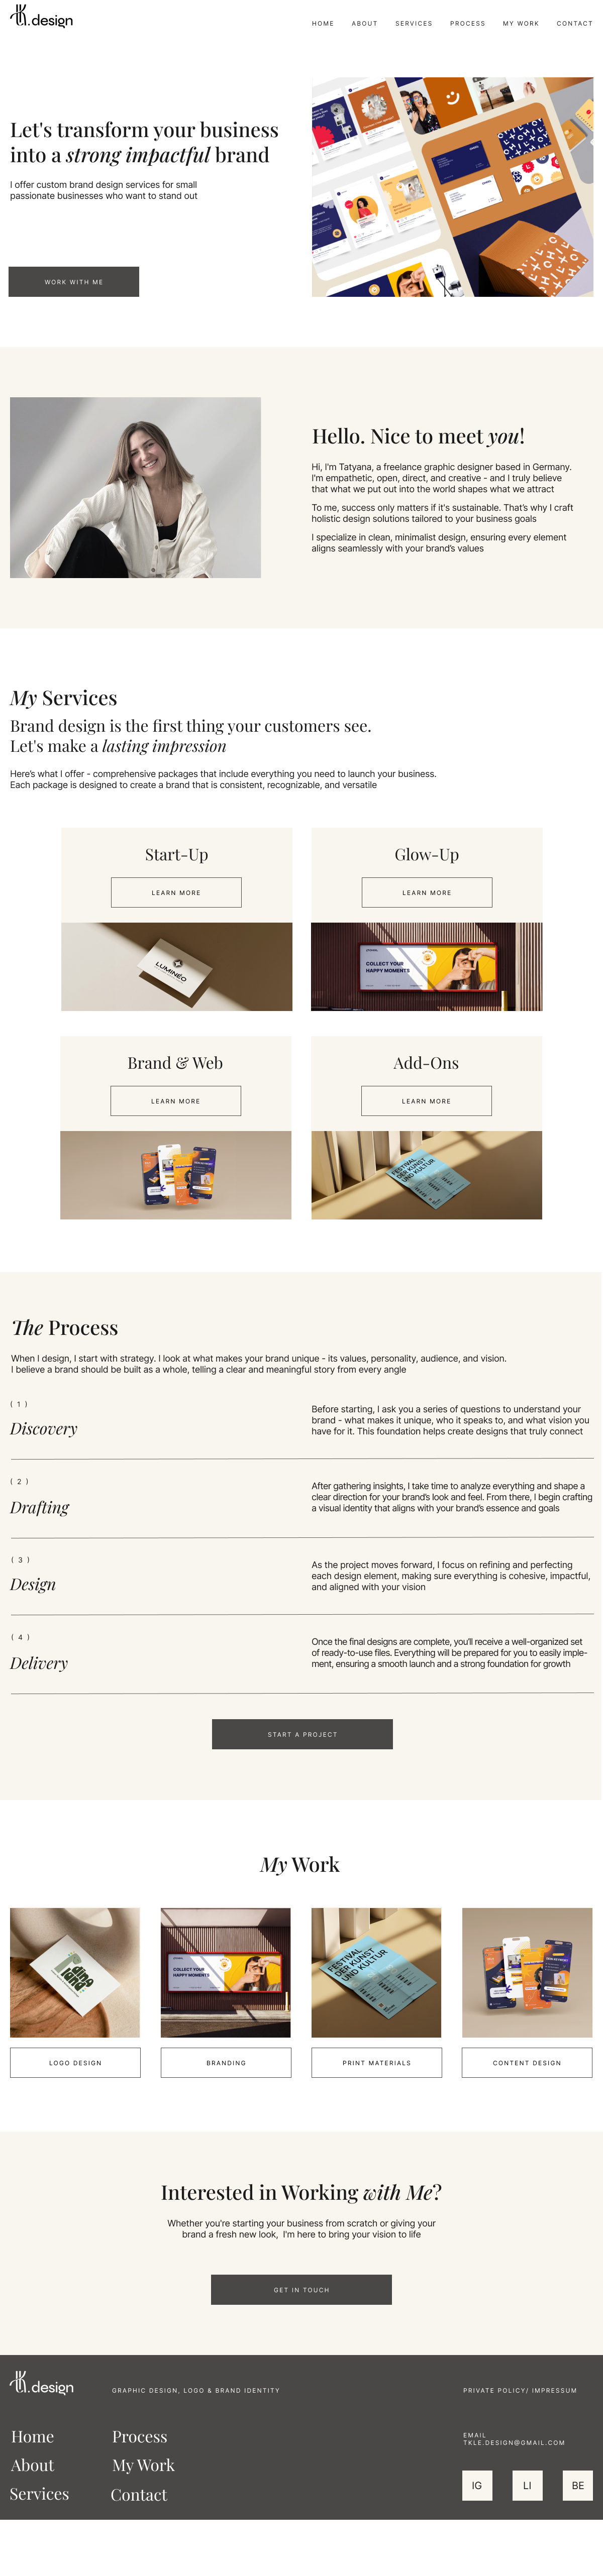 tk.design
HOME ABOUT SERVICES PROCESS MY WORK CONTACT
Let's transform your business
into a strong impactful brand
I offer custom brand design services for small
passionate businesses who want to stand out
WORK WITH ME
Hello. Nice to meet you!
Hi, I'm Tatyana, a freelance graphic designer based in Germany.
I'm empathetic, open, direct, and creative - and I truly believe
that what we put out into the world shapes what we attract
To me, success only matters if it's sustainable. That's why I craft
holistic design solutions tailored to your business goals
I specialize in clean, minimalist design, ensuring every element
aligns seamlessly with your brand's values
My Services
Brand design is the first thing your customers see.
Let's make a lasting impression
Here's what I offer - comprehensive packages that include everything you need to launch your business.
Each package is designed to create a brand that is consistent, recognizable, and versatile
Start-Up
LEARN MORE
LUMINÉO
Glow-Up
LEARN MORE
COLLECT YOUR
HAPPY MOMENTS
Brand & Web
LEARN MORE
Add-Ons
LEARN MORE
FESTIVAL
DER KUNST
UND KULTUR
The Process
When I design, I start with strategy. I look at what makes your brand unique - its values, personality, audience, and vision.
I believe a brand should be built as a whole, telling a clear and meaningful story from every angle
( 1 )
Discovery
Before starting, I ask you a series of questions to understand your
brand - what makes it unique, who it speaks to, and what vision you
have for it. This foundation helps create designs that truly connect
( 2 )
Drafting
After gathering insights, I take time to analyze everything and shape a
clear direction for your brand's look and feel. From there, I begin crafting
a visual identity that aligns with your brand's essence and goals
( 3 )
Design
As the project moves forward, I focus on refining and perfecting
each design element, making sure everything is cohesive, impactful,
and aligned with your vision
( 4 )
Delivery
Once the final designs are complete, you'll receive a well-organized set
of ready-to-use files. Everything will be prepared for you to easily imple-
ment, ensuring a smooth launch and a strong foundation for growth
START A PROJECT
My Work
COLLECT YOUR
HAPPY MOMENTS
FESTIVAL
DER KUNST
UND KULTUR
LOGO DESIGN
BRANDING
PRINT MATERIALS
CONTENT DESIGN
Interested in Working with Me?
Whether you're starting your business from scratch or giving your
brand a fresh new look, I'm here to bring your vision to life
GET IN TOUCH
tk.design
GRAPHIC DESIGN, LOGO & BRAND IDENTITY
PRIVATE POLICY/ IMPRESSUM
Home
About
Services
Process
My Work
Contact
EMAIL
TKLE.DESIGN@GMAIL.COM
IG LI BE